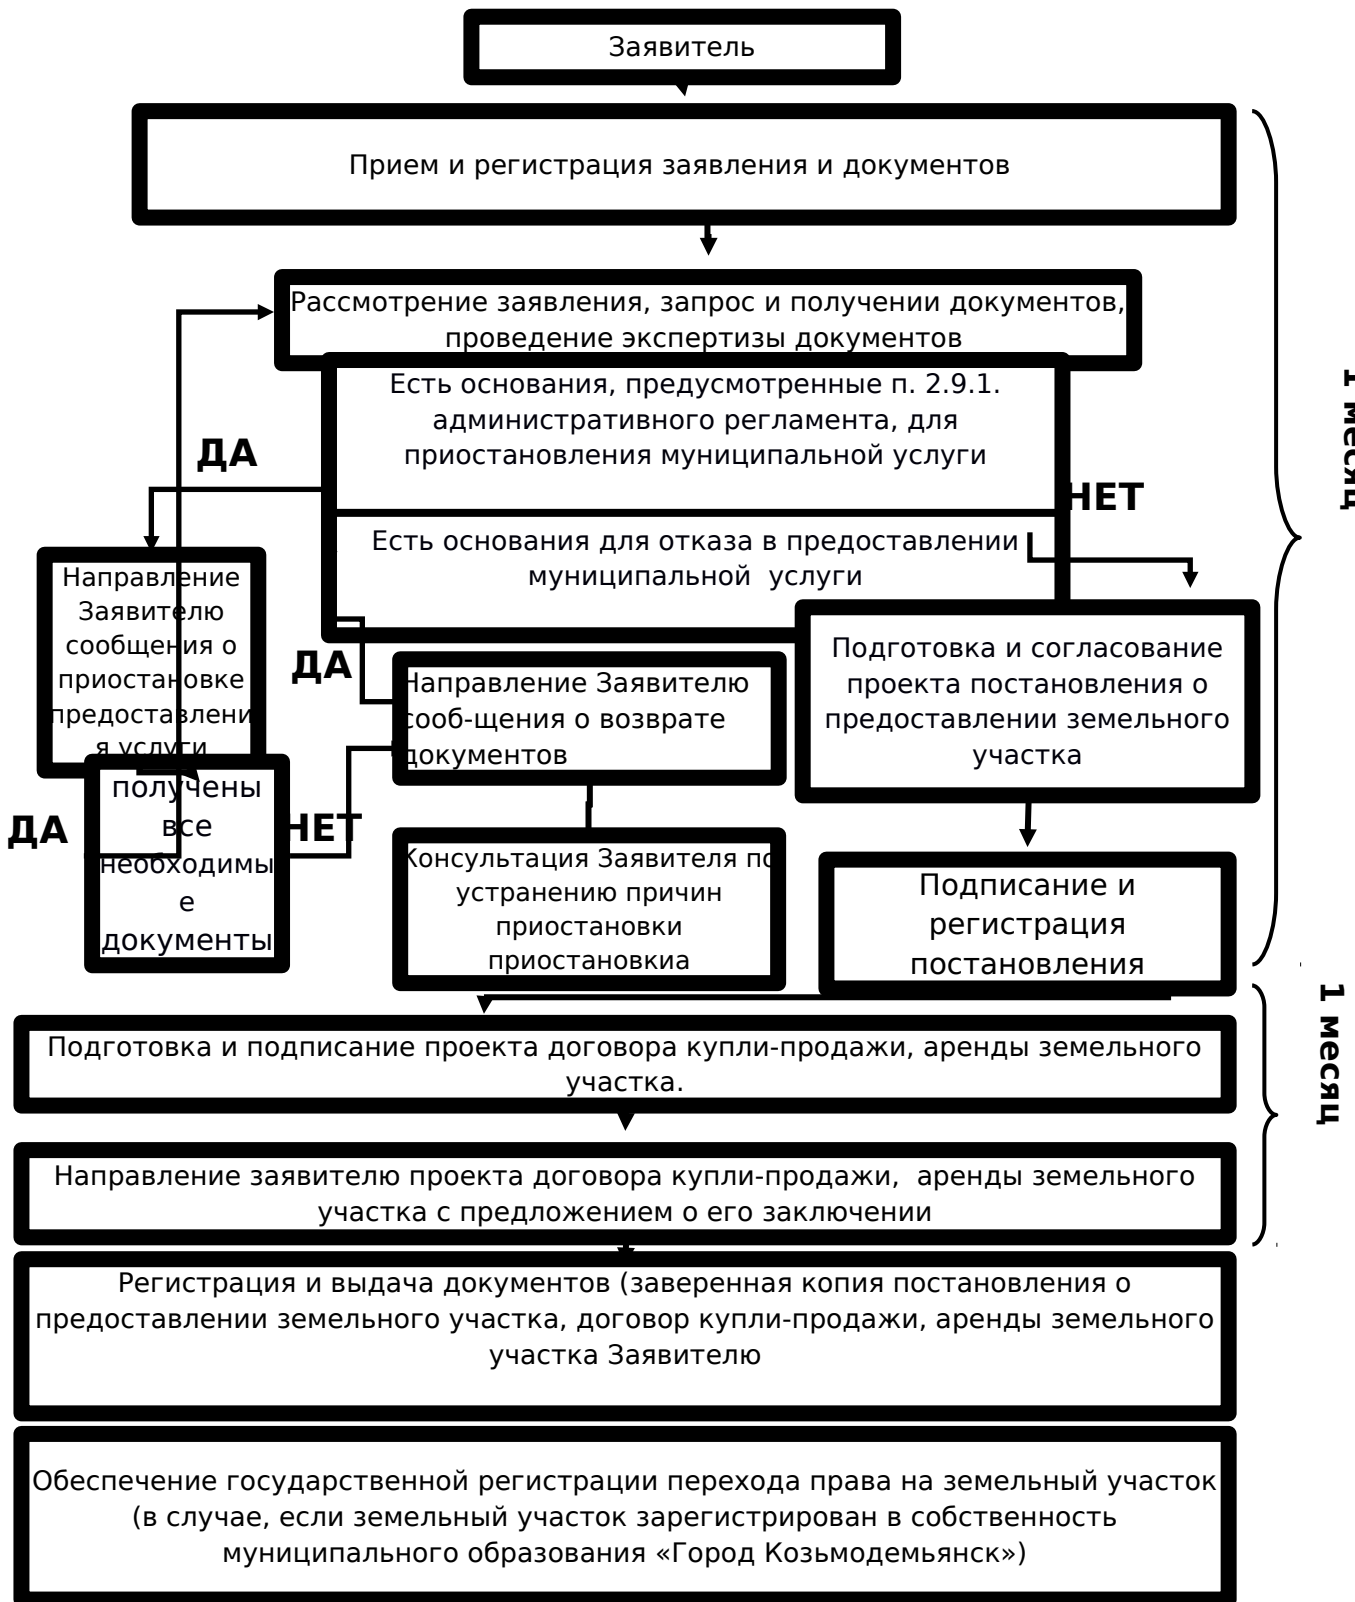 Заявитель
Прием и регистрация заявления и документов
Рассмотрение заявления, запрос и получении документов,
проведение экспертизы документов
Есть основания, предусмотренные п. 2.9.1.
административного регламента, для
приостановления муниципальной услуги
ДА
НЕТ
1 месяц
Есть основания для отказа в предоставлении
муниципальной услуги
Направление
Заявителю
сообщения о
приостановке
предоставлени
я услуги
ДА
Направление Заявителю
сооб-щения о возврате
документов
Подготовка и согласование
проекта постановления о
предоставлении земельного
участка
ДА
получены
все
необходимы
е
документы
НЕТ
Консультация Заявителя по
устранению причин
приостановки
приостановкиа
Подписание и
регистрация
постановления
1 месяц
Подготовка и подписание проекта договора купли-продажи, аренды земельного
участка.
Направление заявителю проекта договора купли-продажи, аренды земельного
участка с предложением о его заключении
Регистрация и выдача документов (заверенная копия постановления о
предоставлении земельного участка, договор купли-продажи, аренды земельного
участка Заявителю
Обеспечение государственной регистрации перехода права на земельный участок
(в случае, если земельный участок зарегистрирован в собственность
муниципального образования «Город Козьмодемьянск»)